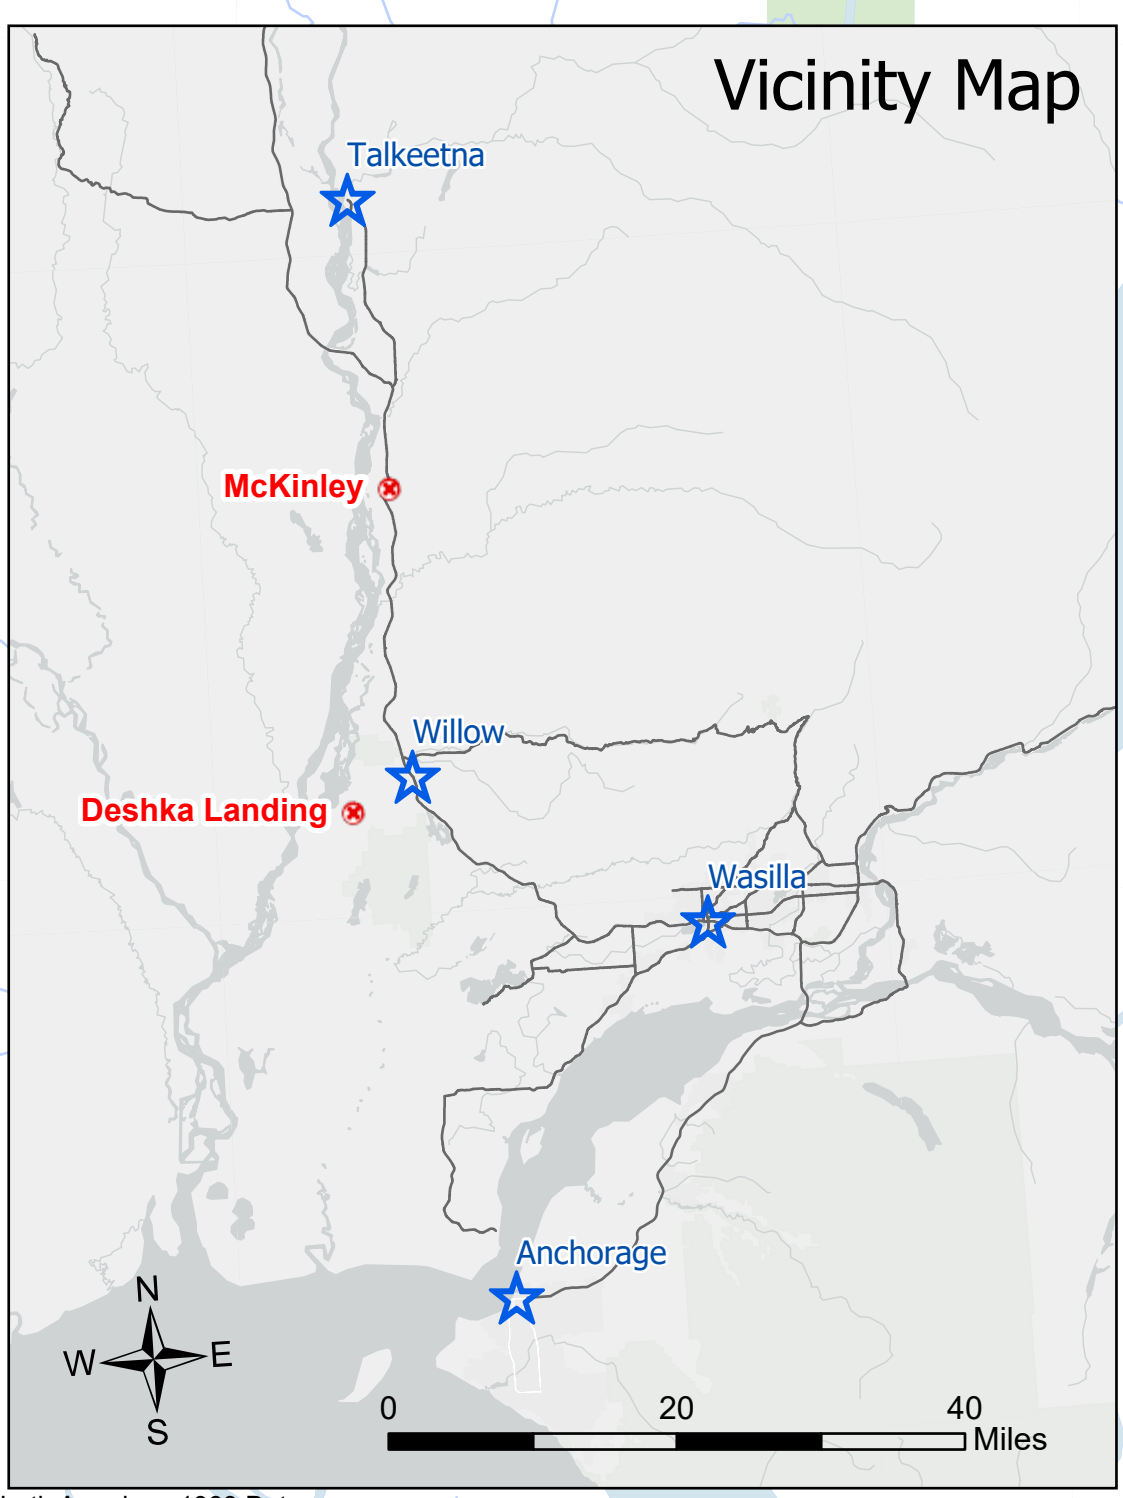 Vicinity Map
Talkeetna
McKinley
Willow
Deshka Landing
Wasilla
Anchorage
N
W E
S
0 20 40
Miles